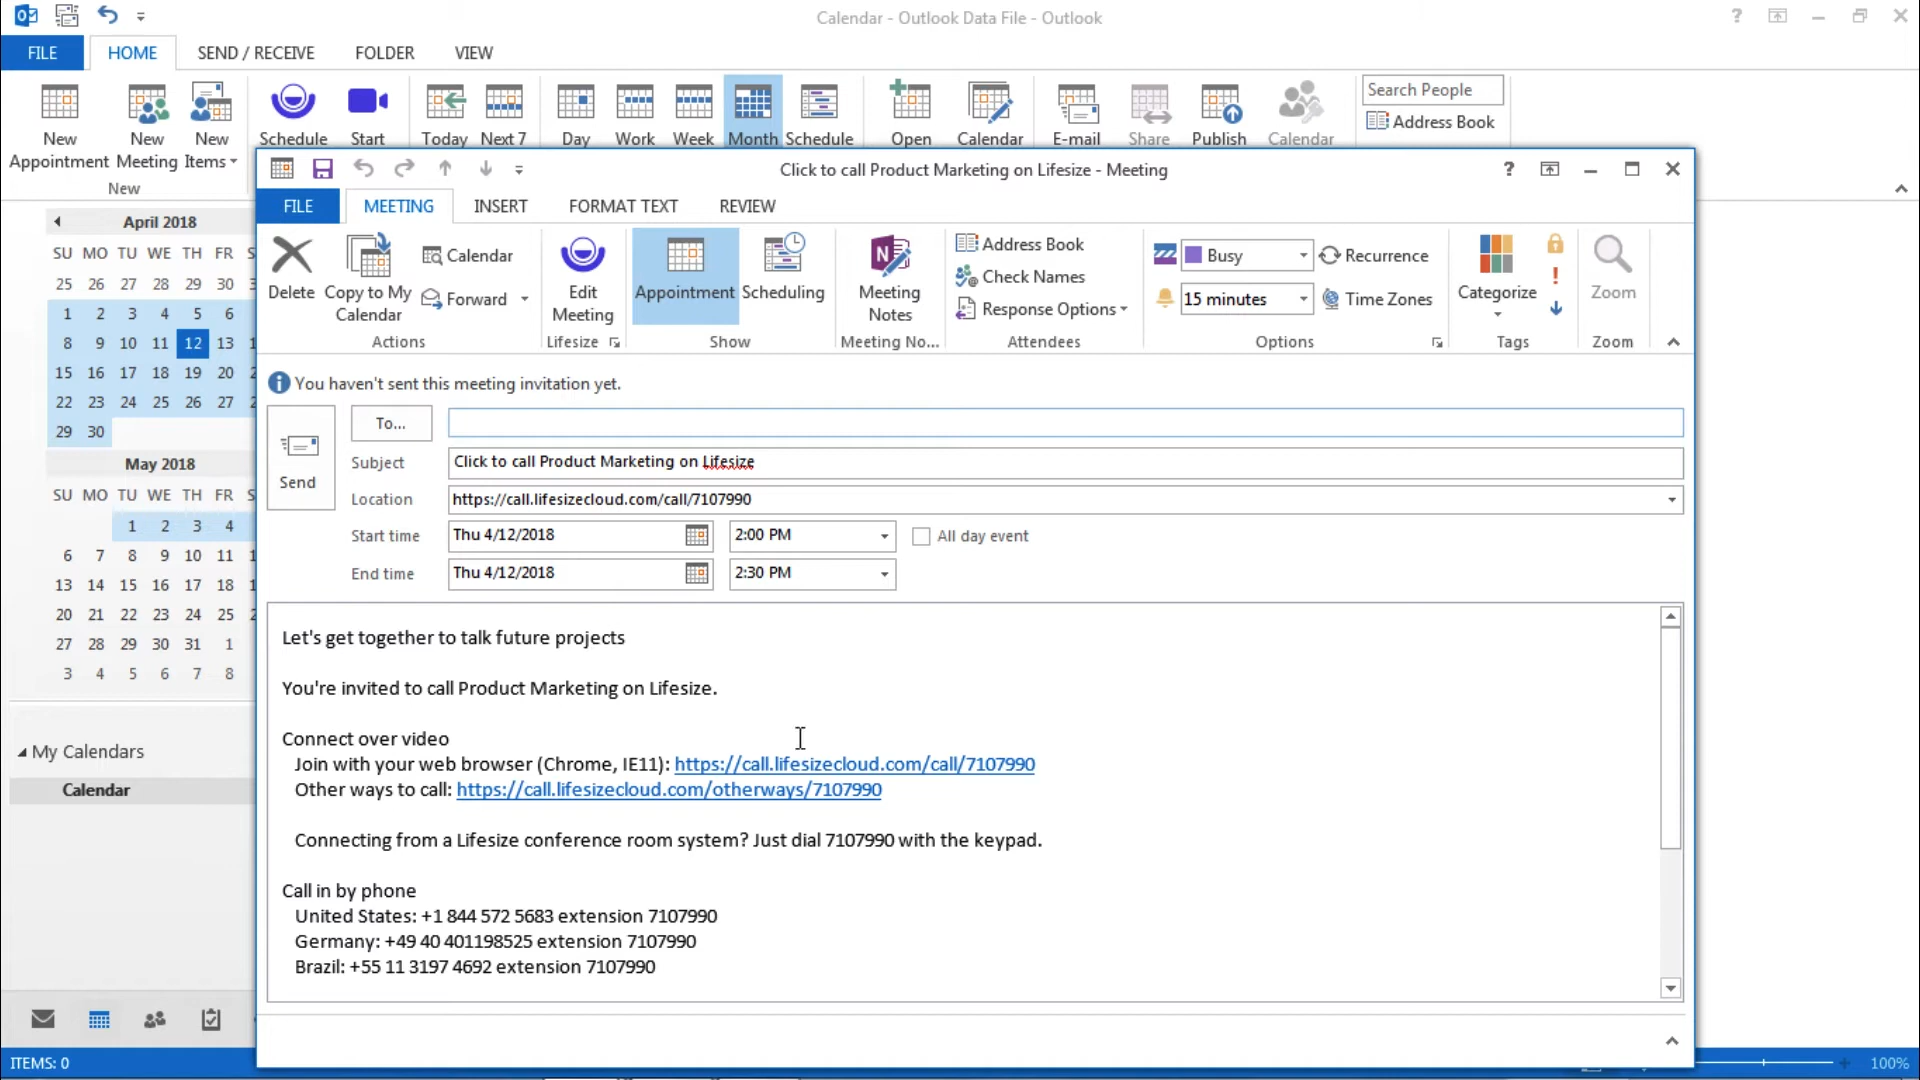 Calendar - Outlook Data File - Outlook
FILE HOME SEND / RECEIVE FOLDER VIEW
New Appointment
New Meeting
New Items
Schedule
Start
Today
Next 7
Day
Work
Week
Month
Schedule
Open
Calendar
E-mail
Share
Publish
Calendar
Search People
Address Book
New
Click to call Product Marketing on Lifesize - Meeting
FILE MEETING INSERT FORMAT TEXT REVIEW
Delete
Copy to My Calendar
Calendar
Forward
Actions
Edit Meeting
Lifesize
Appointment
Scheduling
Show
Meeting Notes
Meeting No...
Address Book
Check Names
Response Options
Attendees
Busy
Recurrence
15 minutes
Time Zones
Options
Categorize
Tags
Zoom
Zoom
You haven't sent this meeting invitation yet.
Send
To...
Subject Click to call Product Marketing on Lifesize
Location https://call.lifesizecloud.com/call/7107990
Start time Thu 4/12/2018 2:00 PM All day event
End time Thu 4/12/2018 2:30 PM
Let's get together to talk future projects
You're invited to call Product Marketing on Lifesize.
Connect over video
Join with your web browser (Chrome, IE11): https://call.lifesizecloud.com/call/7107990
Other ways to call: https://call.lifesizecloud.com/otherways/7107990
Connecting from a Lifesize conference room system? Just dial 7107990 with the keypad.
Call in by phone
United States: +1 844 572 5683 extension 7107990
Germany: +49 40 401198525 extension 7107990
Brazil: +55 11 3197 4692 extension 7107990
April 2018
SU MO TU WE TH FR S
25 26 27 28 29 30 3
1 2 3 4 5 6
8 9 10 11 12 13 1
15 16 17 18 19 20 2
22 23 24 25 26 27 2
29 30
May 2018
SU MO TU WE TH FR S
1 2 3 4
6 7 8 9 10 11 1
13 14 15 16 17 18 1
20 21 22 23 24 25 2
27 28 29 30 31 1
3 4 5 6 7 8
My Calendars
Calendar
ITEMS: 0
100%